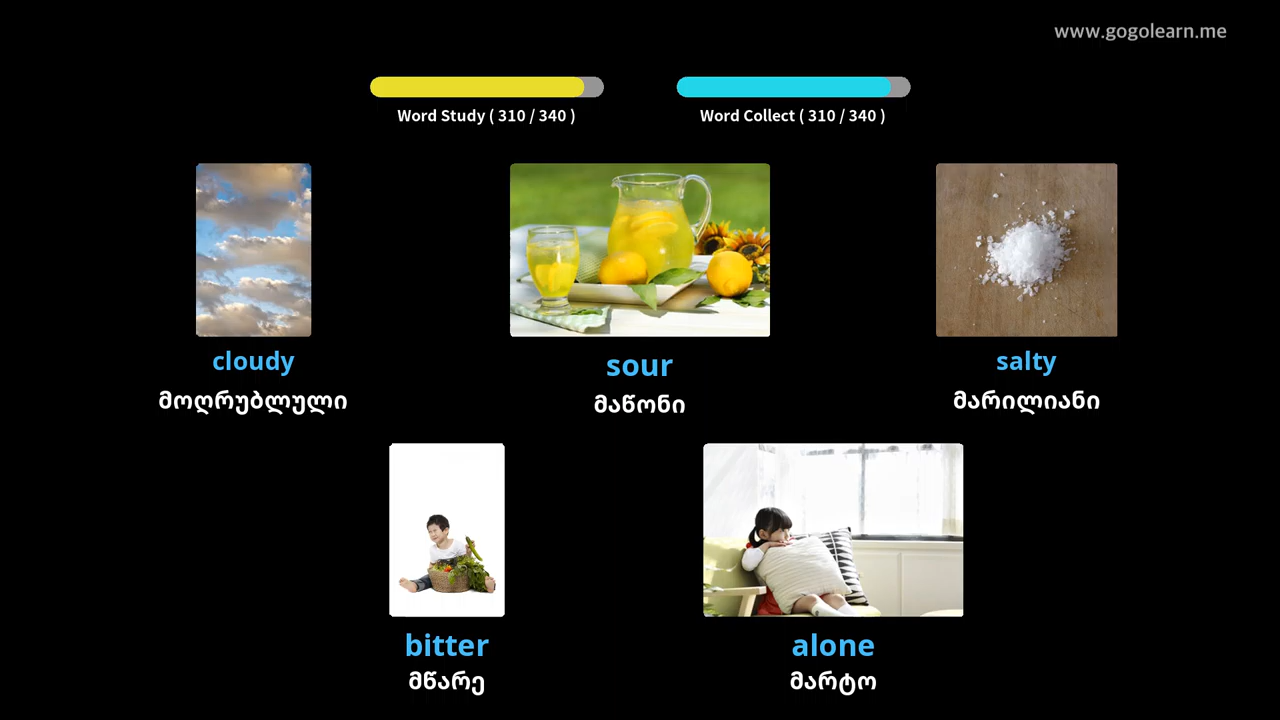 www.gogolearn.me
Word Study ( 310 / 340 )
Word Collect ( 310 / 340 )
cloudy
მოღრუბლული
sour
მაწონი
salty
მარილიანი
bitter
მწარე
alone
მარტო